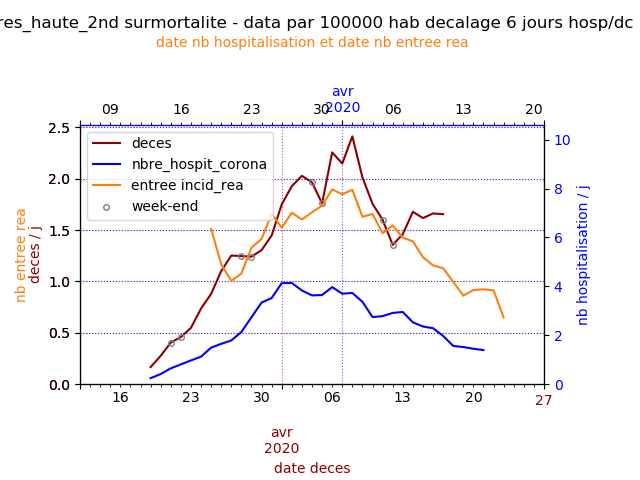 res_haute_2nd surmortalite - data par 100000 hab decalage 6 jours hosp/dc
date nb hospitalisation et date nb entree rea
avr
2020
09 16 23 30 06 13 20
deces
nbre_hospit_corona
entree incid_rea
week-end
nb entree rea
deces / j
2.5
2.0
1.5
1.0
0.5
0.0
10
8
6
4
2
0
nb hospitalisation / j
16 23 30 06 13 20 27
avr
2020
date deces